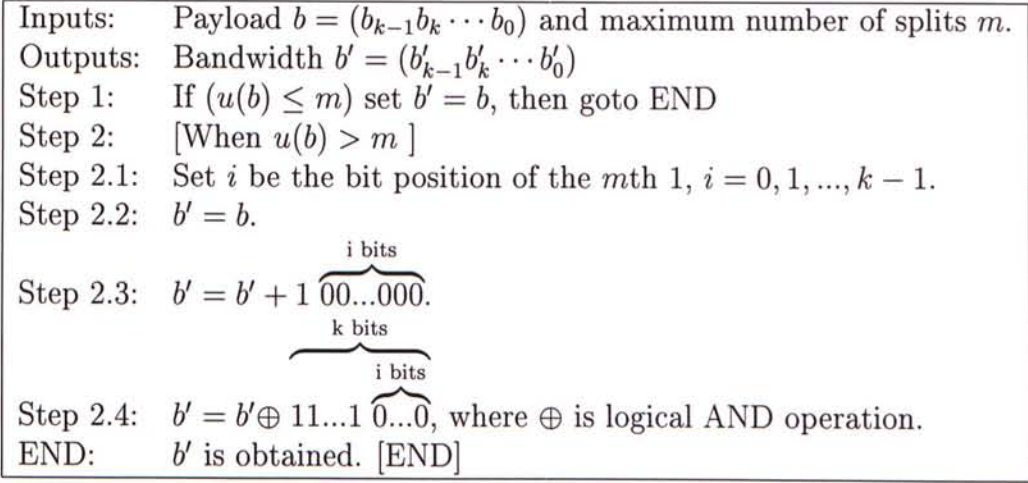 Inputs: Payload b = (b_{k−1}b_k ⋯ b_0) and maximum number of splits m.
Outputs: Bandwidth b′ = (b′_{k−1}b′_k ⋯ b′_0)
Step 1: If (u(b) ≤ m) set b′ = b, then goto END
Step 2: [When u(b) > m ]
Step 2.1: Set i be the bit position of the mth 1, i = 0, 1, ..., k − 1.
Step 2.2: b′ = b.
i bits
Step 2.3: b′ = b′ + 1 00...000.
k bits
i bits
Step 2.4: b′ = b′⊕ 11...1 0...0, where ⊕ is logical AND operation.
END: b′ is obtained. [END]